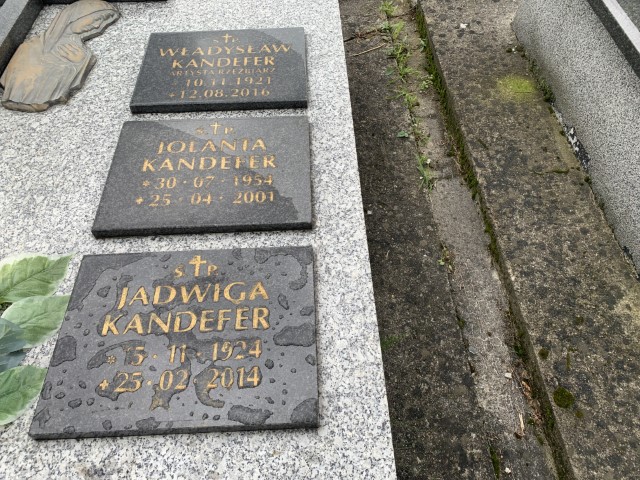 S † P.
WŁADYSŁAW
KANDEFER
ARTYSTA RZEŹBIARZ
10.11.1921
+12.08.2016
S † P.
JOLANTA
KANDEFER
* 30 · 07 · 1954
+ 25 · 04 · 2001
S † P.
JADWIGA
KANDEFER
* 15 · 11 · 1924
+ 25 · 02 · 2014